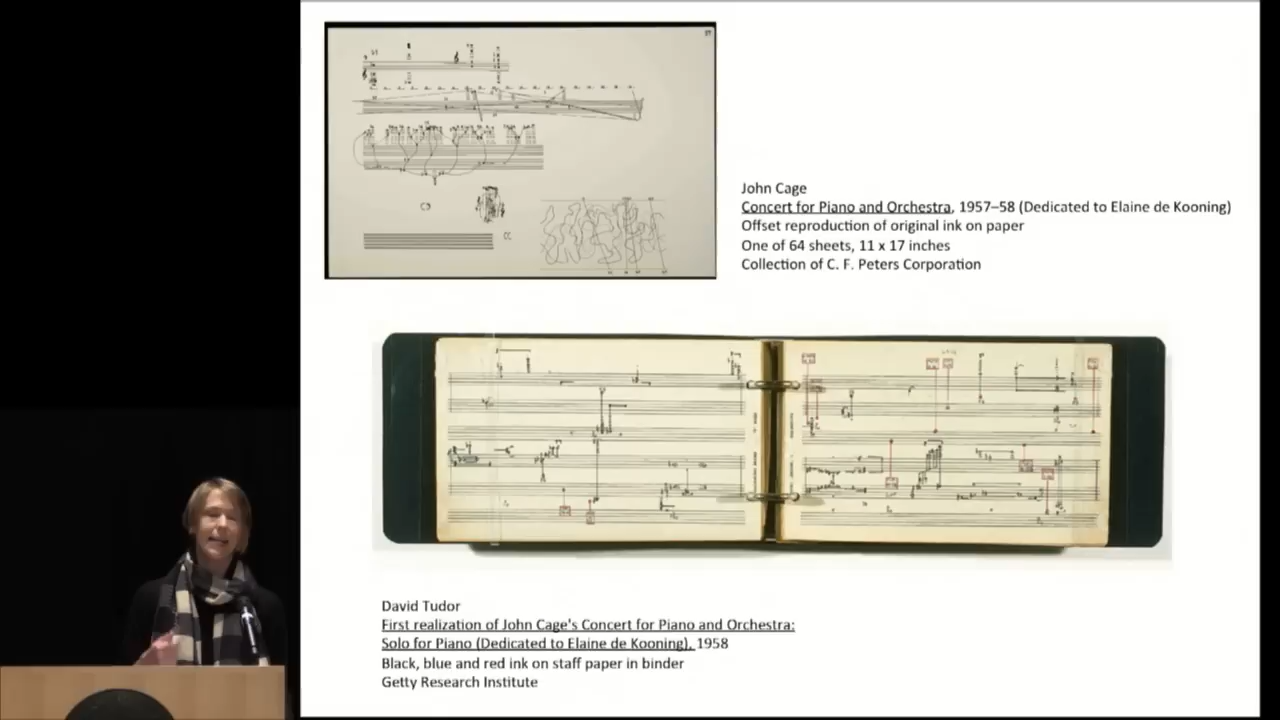 John Cage
Concert for Piano and Orchestra, 1957–58 (Dedicated to Elaine de Kooning)
Offset reproduction of original ink on paper
One of 64 sheets, 11 x 17 inches
Collection of C. F. Peters Corporation
David Tudor
First realization of John Cage's Concert for Piano and Orchestra:
Solo for Piano (Dedicated to Elaine de Kooning), 1958
Black, blue and red ink on staff paper in binder
Getty Research Institute